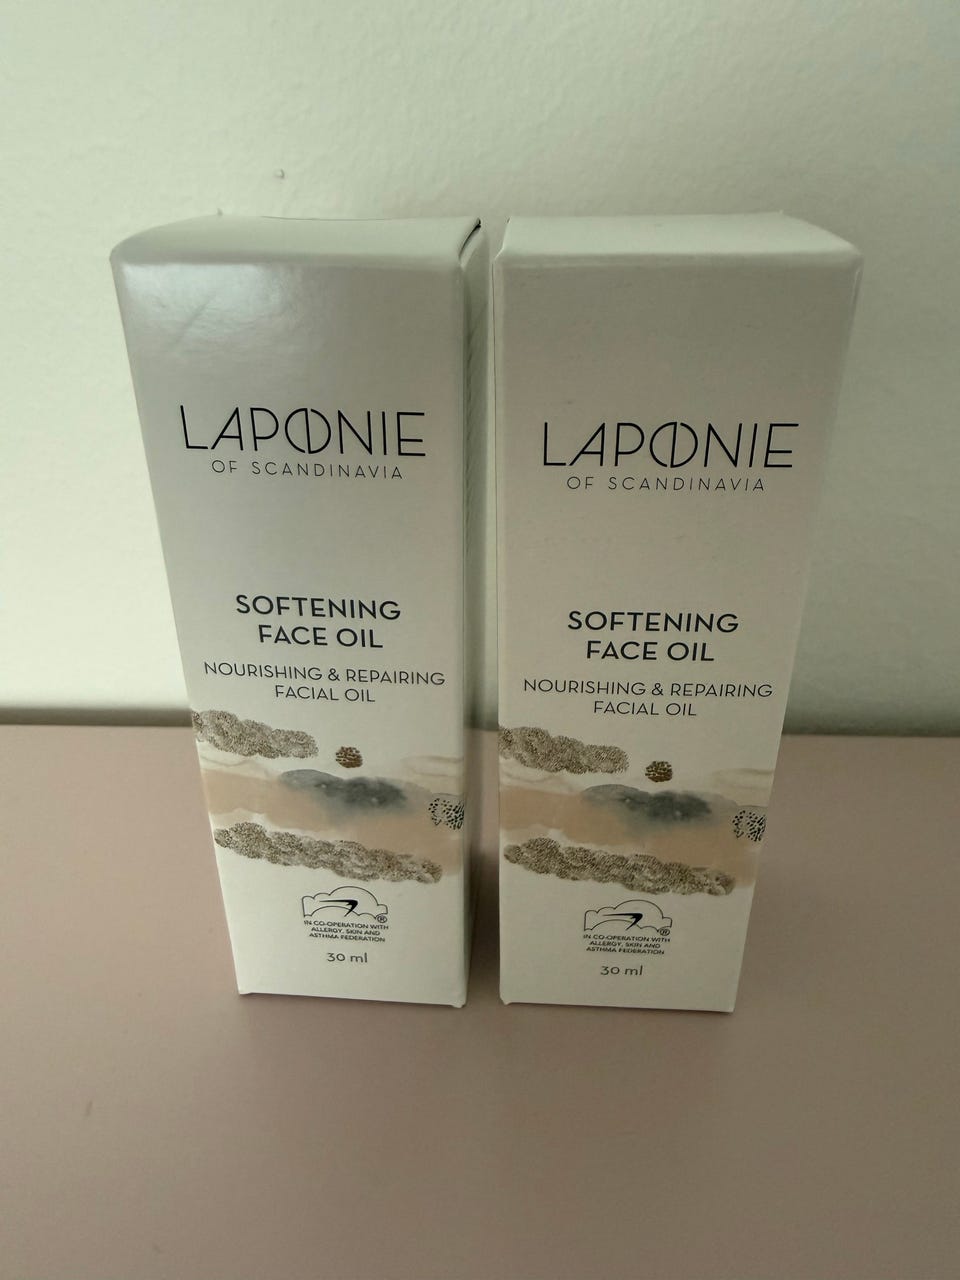 LAPONIE
OF SCANDINAVIA
SOFTENING
FACE OIL
NOURISHING & REPAIRING
FACIAL OIL
®
IN CO-OPERATION WITH
ALLERGY, SKIN AND
ASTHMA FEDERATION
30 ml
LAPONIE
OF SCANDINAVIA
SOFTENING
FACE OIL
NOURISHING & REPAIRING
FACIAL OIL
®
IN CO-OPERATION WITH
ALLERGY, SKIN AND
ASTHMA FEDERATION
30 ml